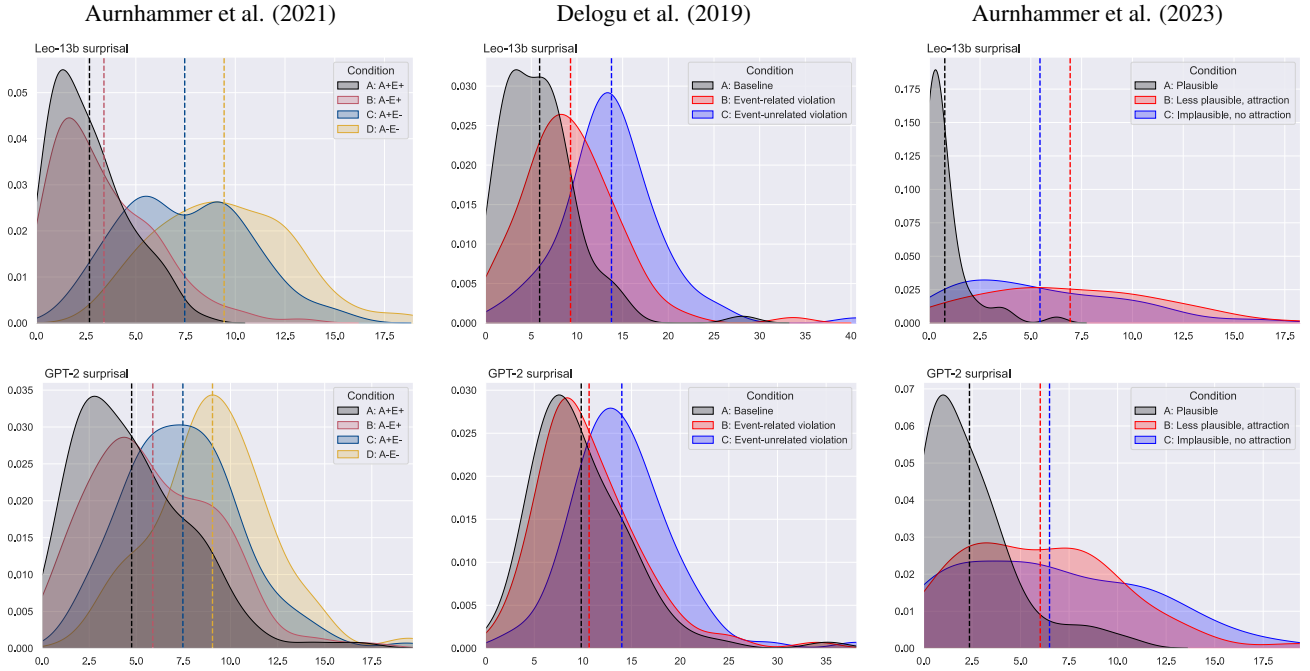 Aurnhammer et al. (2021)
Delogu et al. (2019)
Aurnhammer et al. (2023)
Leo-13b surprisal
Condition
A: A+E+
B: A-E+
C: A+E-
D: A-E-
0.05
0.04
0.03
0.02
0.01
0.00
0.0 2.5 5.0 7.5 10.0 12.5 15.0 17.5
Leo-13b surprisal
Condition
A: Baseline
B: Event-related violation
C: Event-unrelated violation
0.030
0.025
0.020
0.015
0.010
0.005
0.000
0 5 10 15 20 25 30 35 40
Leo-13b surprisal
Condition
A: Plausible
B: Less plausible, attraction
C: Implausible, no attraction
0.175
0.150
0.125
0.100
0.075
0.050
0.025
0.000
0.0 2.5 5.0 7.5 10.0 12.5 15.0 17.5
GPT-2 surprisal
Condition
A: A+E+
B: A-E+
C: A+E-
D: A-E-
0.035
0.030
0.025
0.020
0.015
0.010
0.005
0.000
0.0 2.5 5.0 7.5 10.0 12.5 15.0 17.5
GPT-2 surprisal
Condition
A: Baseline
B: Event-related violation
C: Event-unrelated violation
0.030
0.025
0.020
0.015
0.010
0.005
0.000
0 5 10 15 20 25 30 35
GPT-2 surprisal
Condition
A: Plausible
B: Less plausible, attraction
C: Implausible, no attraction
0.07
0.06
0.05
0.04
0.03
0.02
0.01
0.00
0.0 2.5 5.0 7.5 10.0 12.5 15.0 17.5